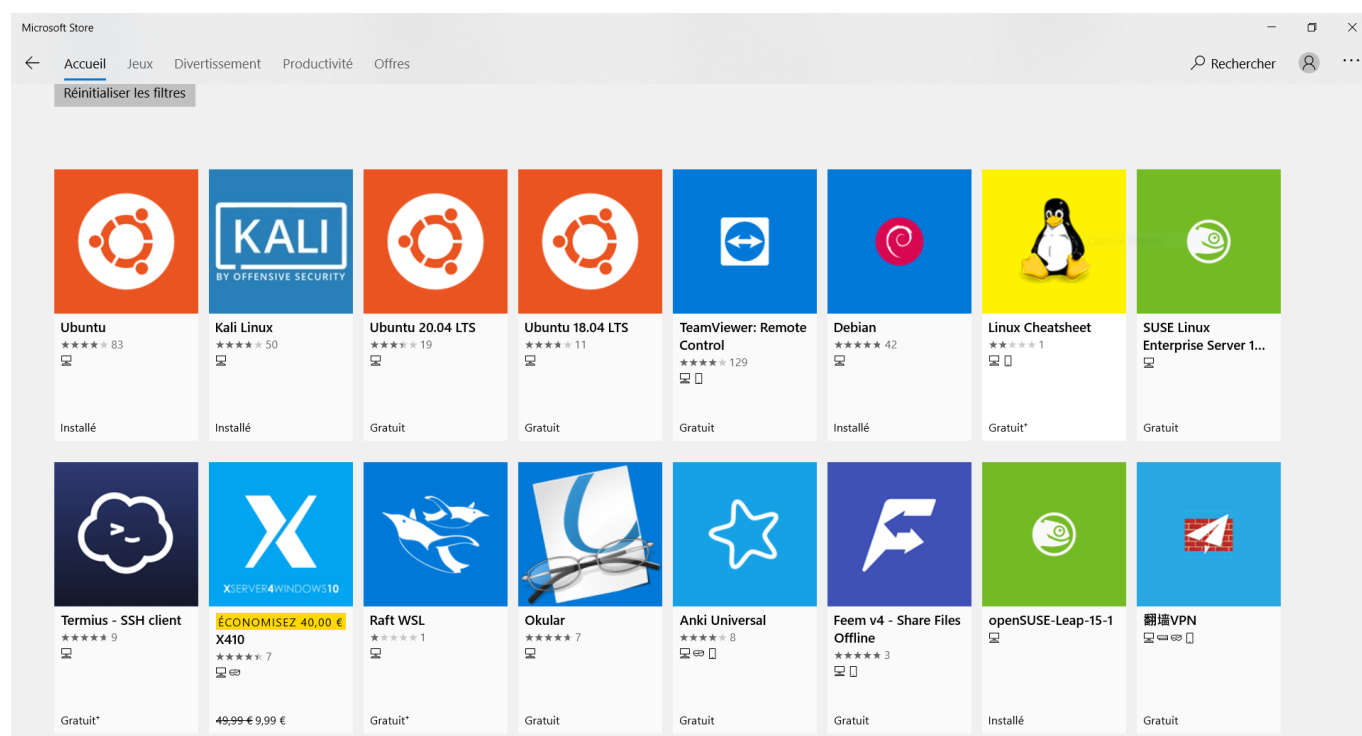 Microsoft Store
Accueil Jeux Divertissement Productivité Offres Rechercher
Réinitialiser les filtres
KALI
BY OFFENSIVE SECURITY
Ubuntu
83
Installé
Kali Linux
50
Installé
Ubuntu 20.04 LTS
19
Gratuit
Ubuntu 18.04 LTS
11
Gratuit
TeamViewer: Remote
Control
129
Gratuit
Debian
42
Installé
Linux Cheatsheet
1
Gratuit⁺
SUSE Linux
Enterprise Server 1...
Gratuit
Termius - SSH client
9
Gratuit⁺
X
XSERVER4WINDOWS10
ÉCONOMISEZ 40,00 €
X410
7
49,99 € 9,99 €
Raft WSL
1
Gratuit⁺
Okular
7
Gratuit
Anki Universal
8
Gratuit
Feem v4 - Share Files
Offline
3
Gratuit
openSUSE-Leap-15-1
Installé
翻墙VPN
Gratuit